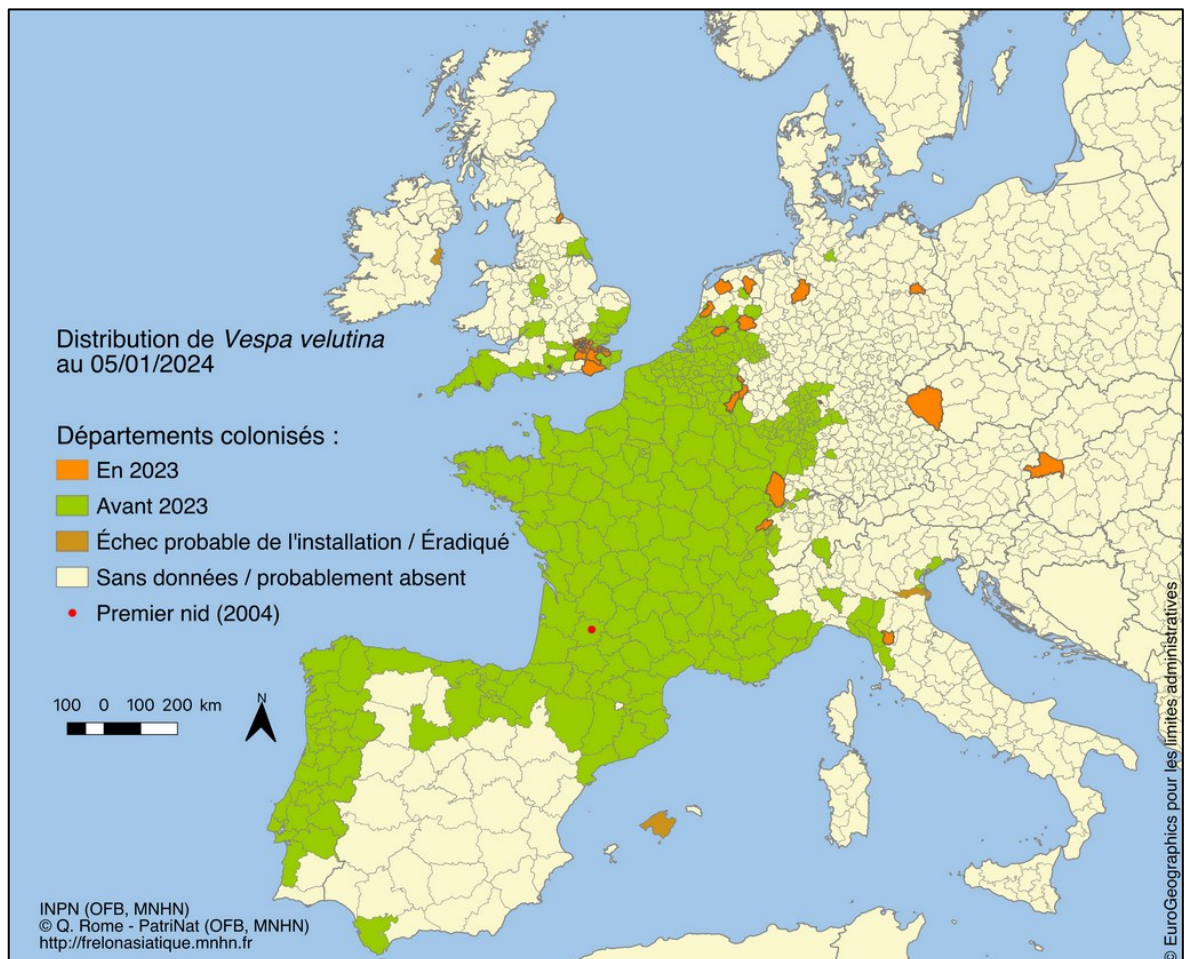 Distribution de Vespa velutina
au 05/01/2024
Départements colonisés :
En 2023
Avant 2023
Échec probable de l'installation / Éradiqué
Sans données / probablement absent
Premier nid (2004)
100 0 100 200 km
N
INPN (OFB, MNHN)
© Q. Rome - PatriNat (OFB, MNHN)
http://frelonasiatique.mnhn.fr
© EuroGeographics pour les limites administratives